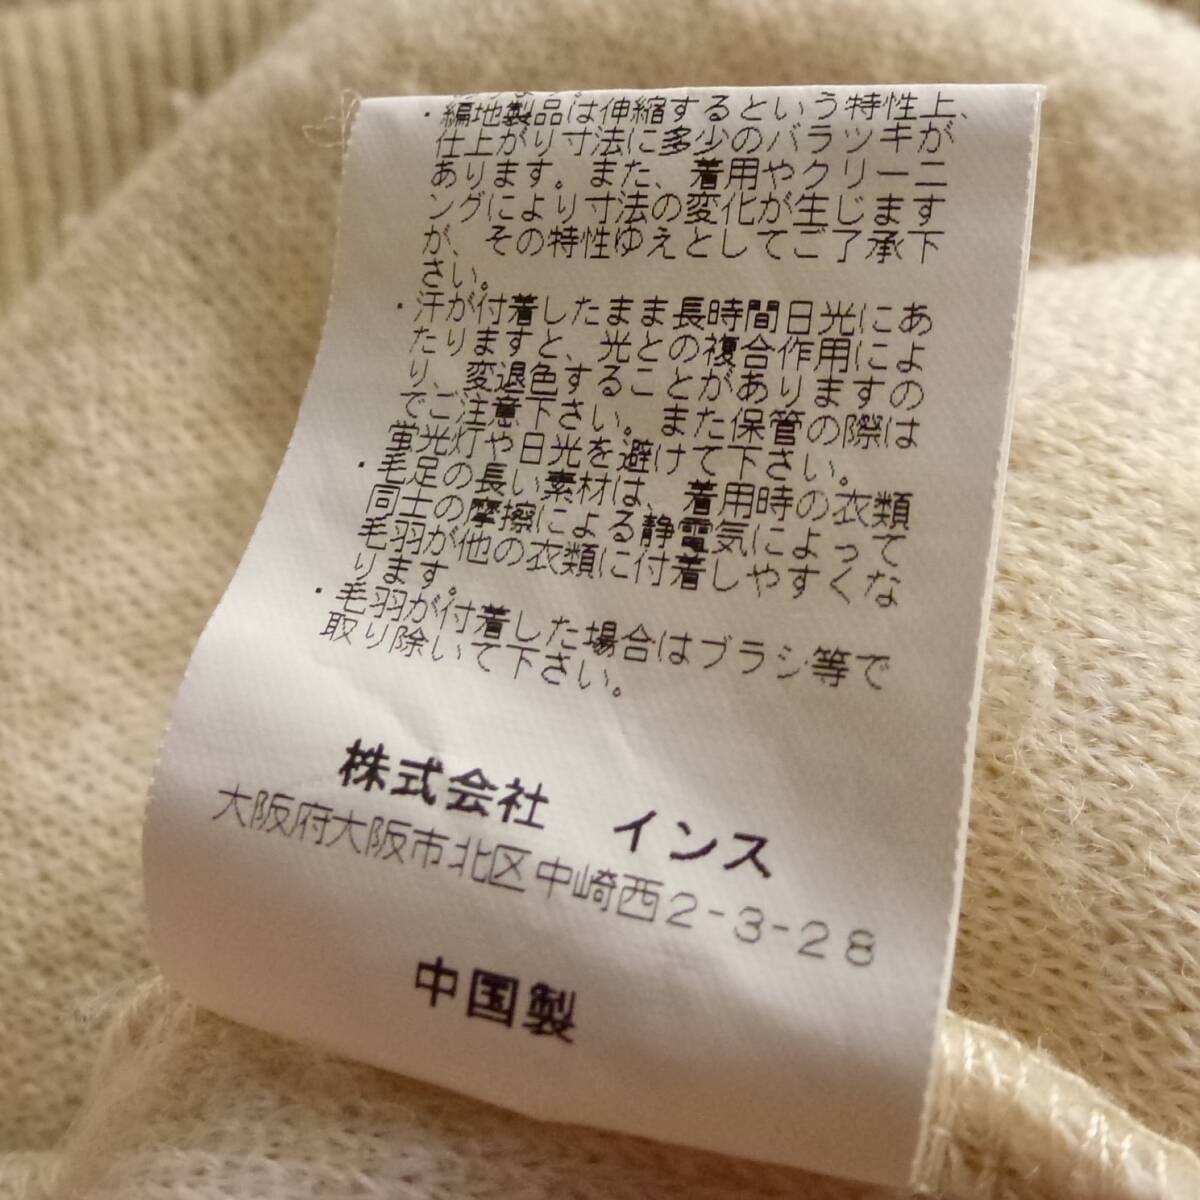 ・編地製品は伸縮するという特性上、
仕上がり寸法に多少のバラツキが
あります。また、着用やクリーニ
ングにより寸法の変化が生じます
が、その特性ゆえとしてご了承下
さい。
・汗が付着したまま長時間日光にあ
たりますと、光との複合作用によ
り、変退色することがありますの
でご注意下さい。また保管の際は
蛍光灯や日光を避けて下さい。
・毛足の長い素材は、着用時の衣類
同士の摩擦による静電気によって
毛羽が他の衣類に付着しやすくな
ります。
・毛羽が付着した場合はブラシ等で
取り除いて下さい。
株式会社　インス
大阪府大阪市北区中崎西2-3-28
中国製